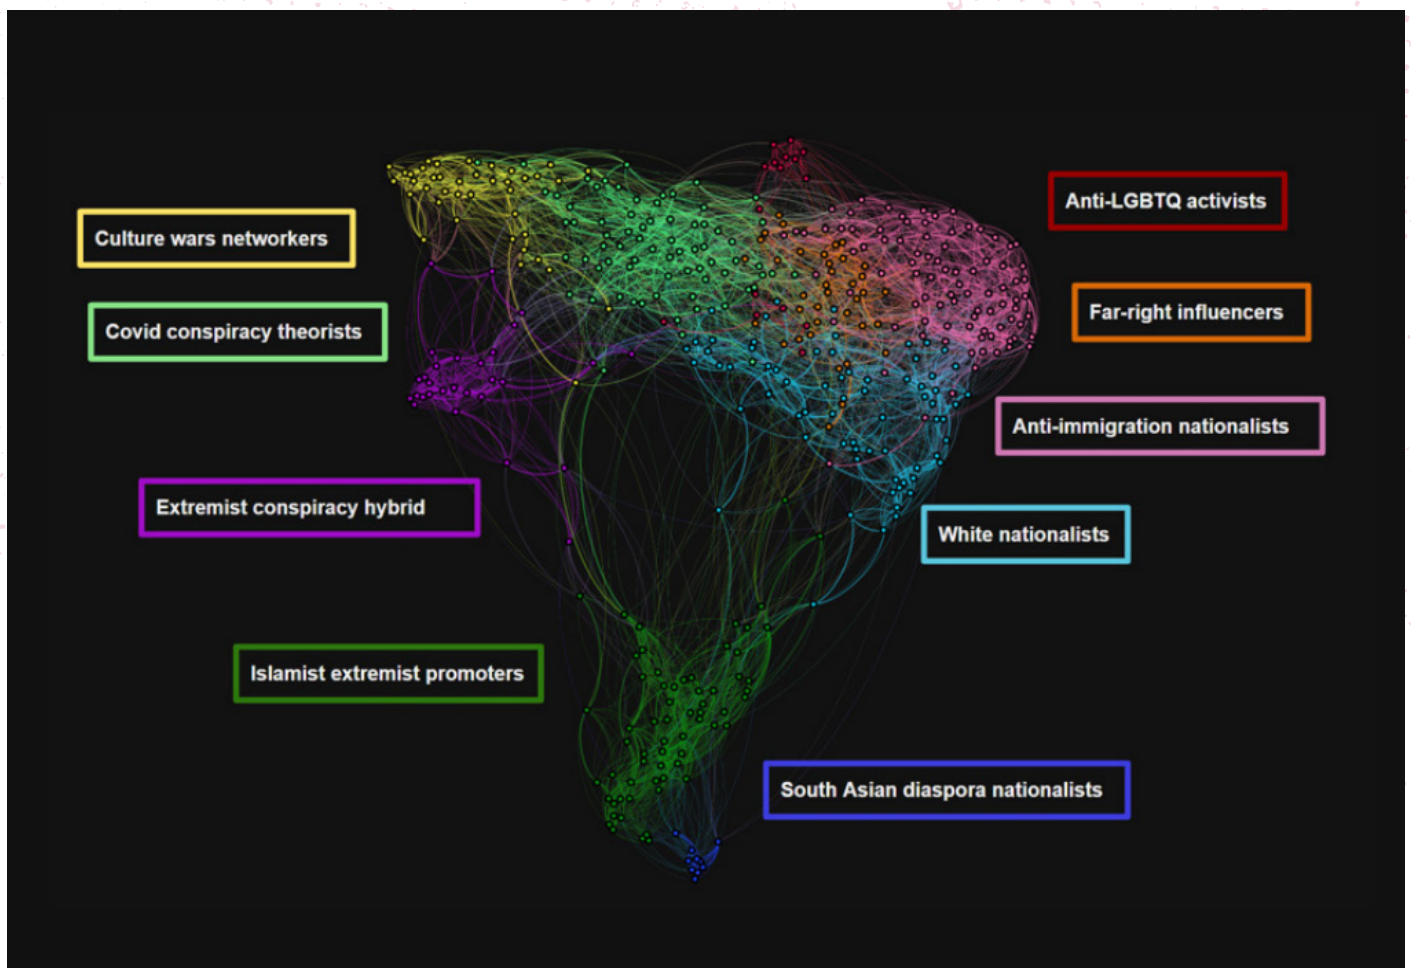 Anti-LGBTQ activists
Culture wars networkers
Far-right influencers
Covid conspiracy theorists
Anti-immigration nationalists
Extremist conspiracy hybrid
White nationalists
Islamist extremist promoters
South Asian diaspora nationalists